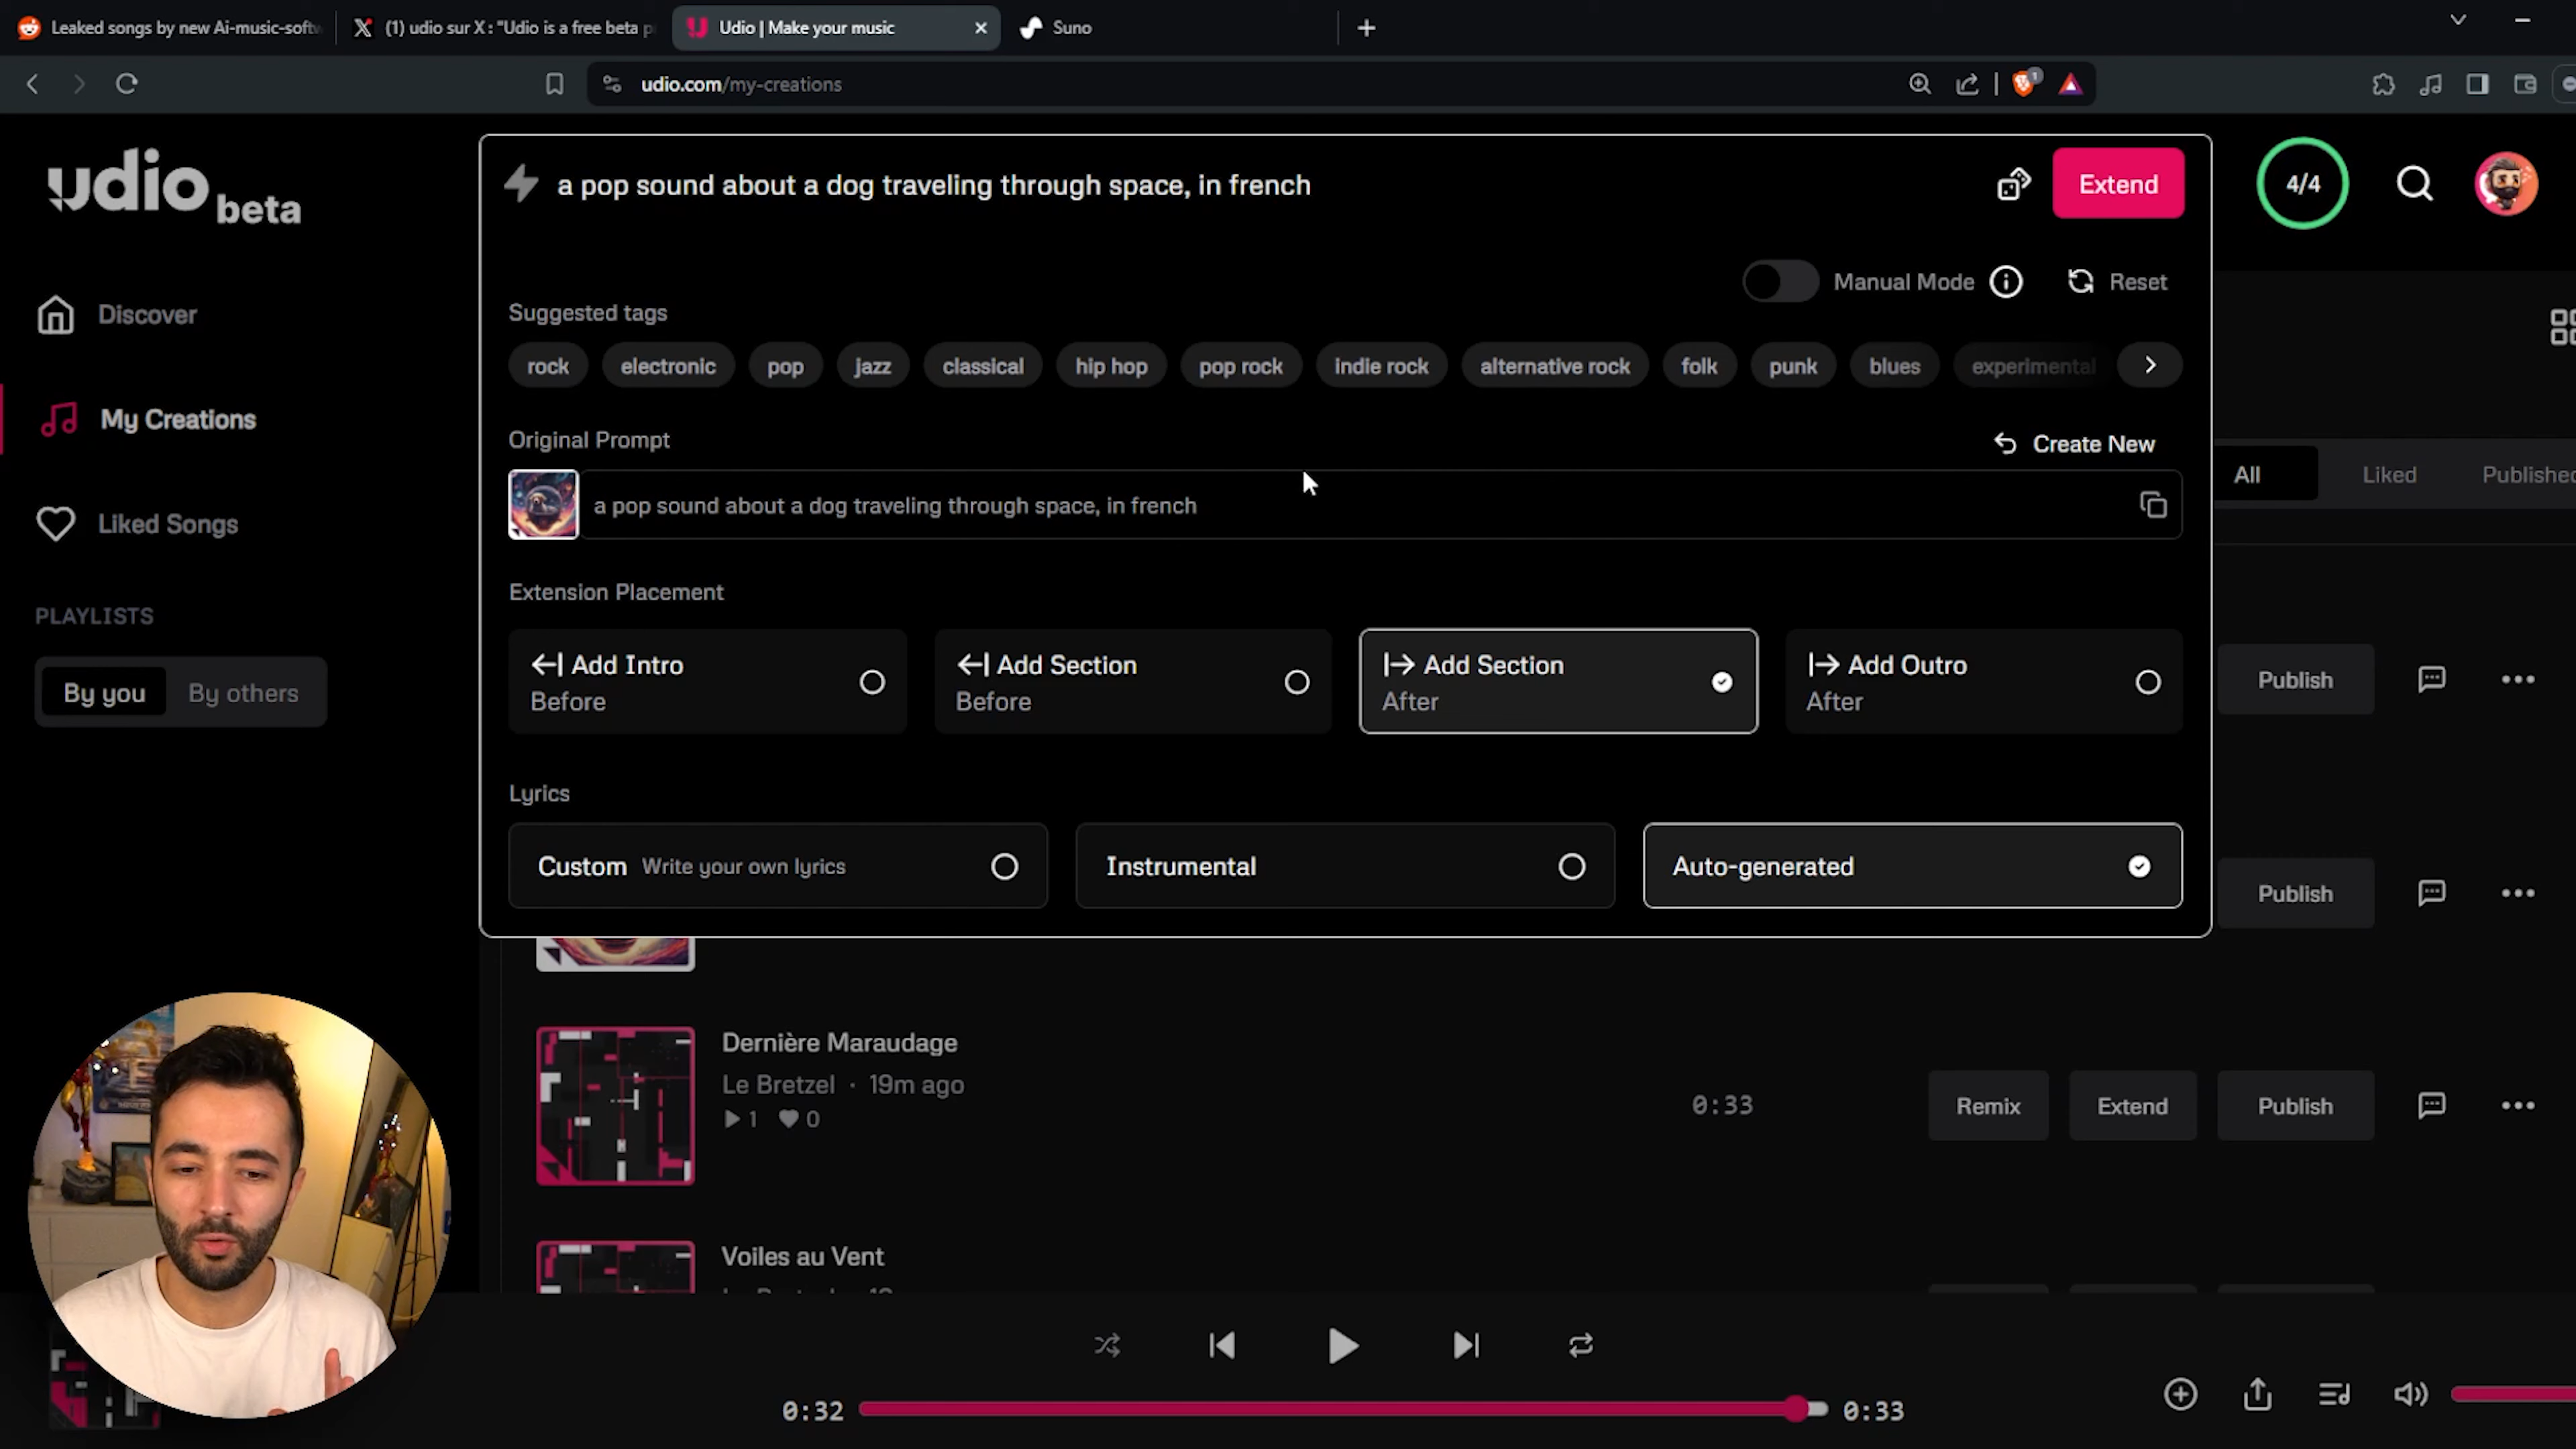 Leaked songs by new Ai-music-softw
(1) udio sur X : "Udio is a free beta p
Udio | Make your music
Suno
udio.com/my-creations
1
udio beta
a pop sound about a dog traveling through space, in french
Extend
4/4
Manual Mode
Reset
Suggested tags
rock electronic pop jazz classical hip hop pop rock indie rock alternative rock folk punk blues experimental
Original Prompt
Create New
a pop sound about a dog traveling through space, in french
Discover
My Creations
Liked Songs
PLAYLISTS
By you By others
All Liked Published
Extension Placement
Add Intro
Before
Add Section
Before
Add Section
After
Add Outro
After
Publish
Lyrics
Custom Write your own lyrics
Instrumental
Auto-generated
Publish
Dernière Maraudage
Le Bretzel · 19m ago
1 0
0:33
Remix Extend Publish
Voiles au Vent
0:32
0:33